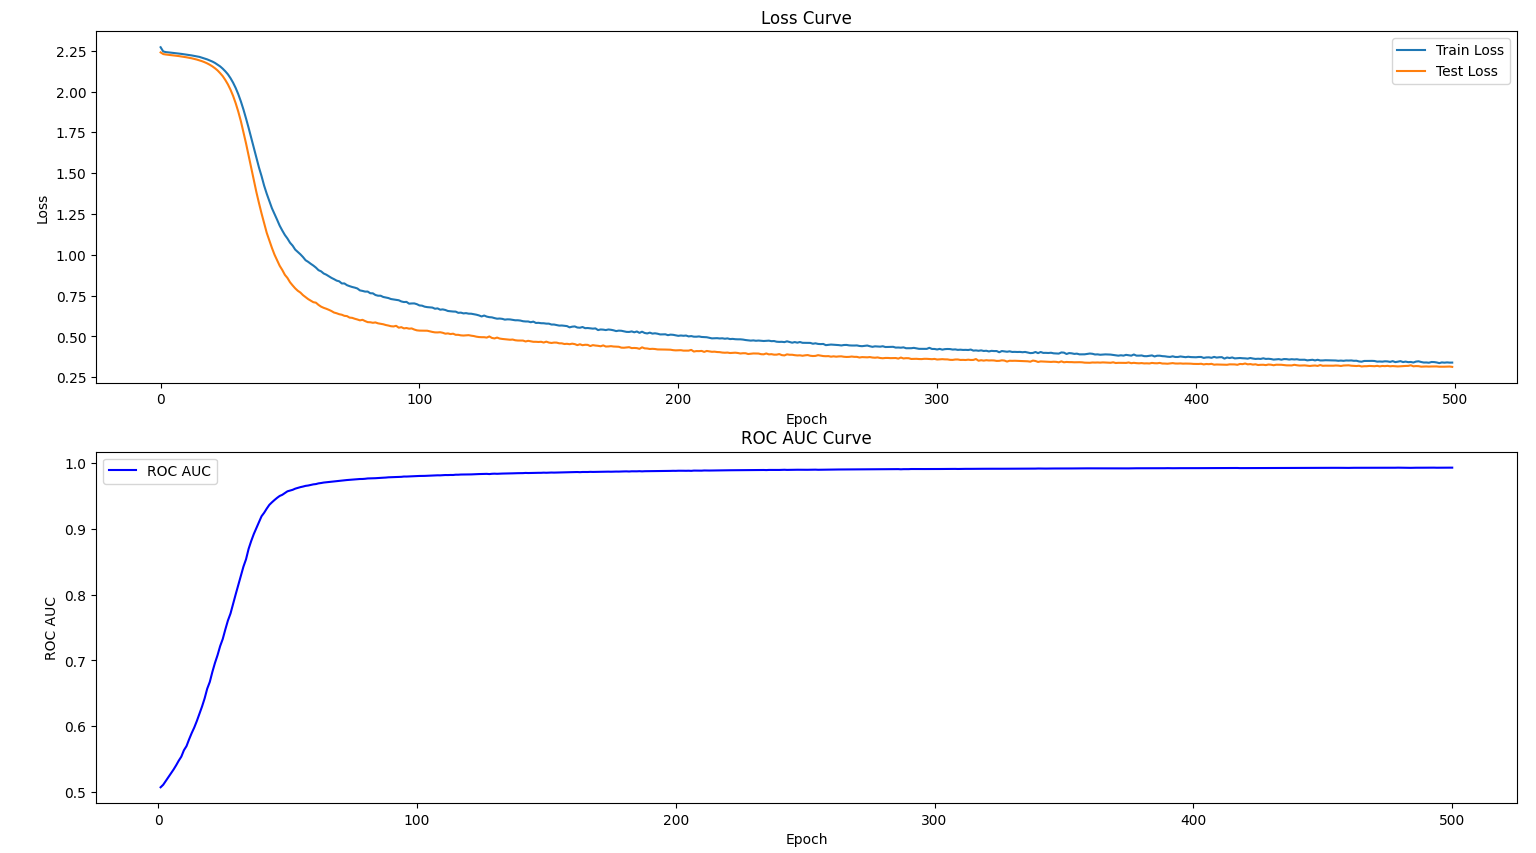 Loss Curve
Train Loss
Test Loss
2.25
2.00
1.75
1.50
1.25
1.00
0.75
0.50
0.25
Loss
0 100 200 300 400 500
Epoch
ROC AUC Curve
ROC AUC
1.0
0.9
0.8
0.7
0.6
0.5
ROC AUC
0 100 200 300 400 500
Epoch